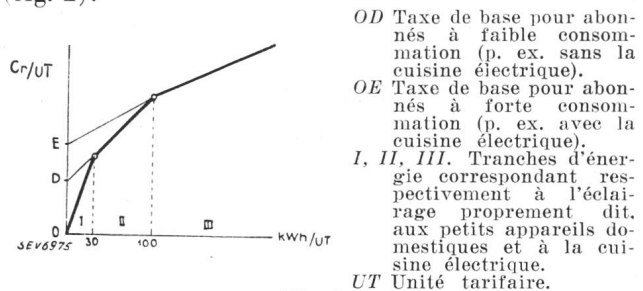 OD Taxe de base pour abon-
nés à faible consom-
mation (p. ex. sans la
cuisine électrique).
OE Taxe de base pour abon-
nés à forte consom-
mation (p. ex. avec la
cuisine électrique).
I, II, III. Tranches d'éner-
gie correspondant res-
pectivement à l'éclai-
rage proprement dit,
aux petits appareils do-
mestiques et à la cui-
sine électrique.
UT Unité tarifaire.
Cr/UT
E
D
0
I
II
III
30
100
kWh/UT
SEV6975